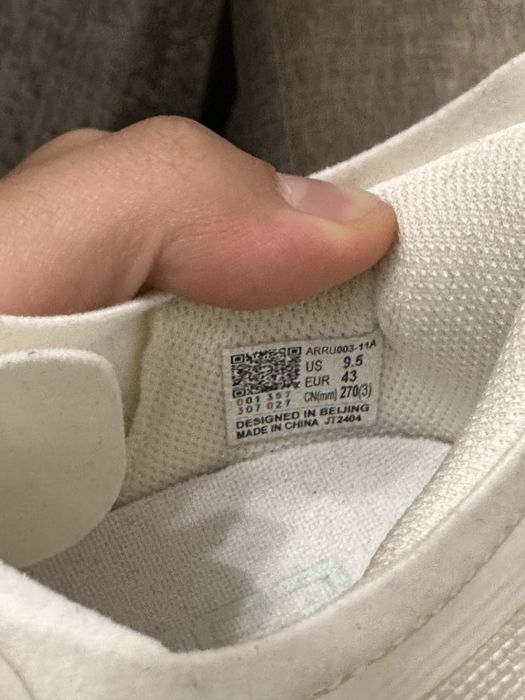 ARRU003-11A
US 9.5
EUR 43
CN(mm) 270(3)
001 357
307 027
DESIGNED IN BEIJING
MADE IN CHINA JT2404